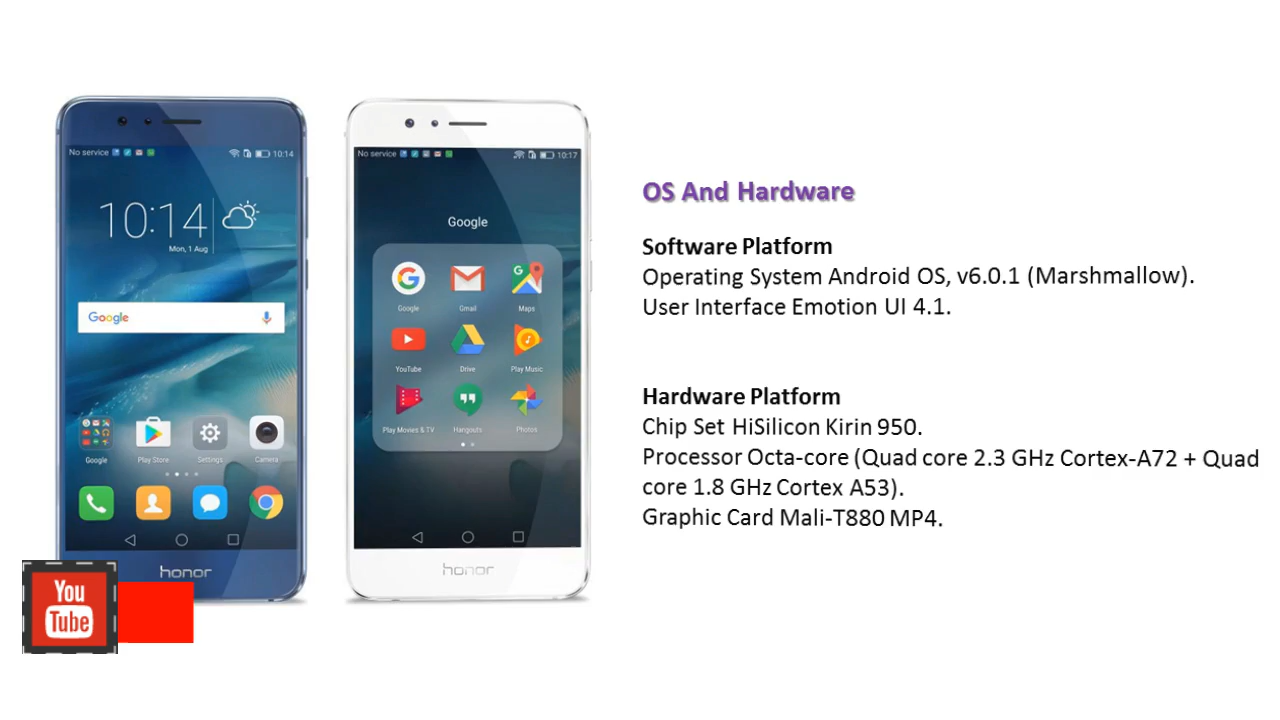 No service
10:14
10:14
Mon, 1 Aug
Google
Google
Play Store
Settings
Camera
honor
No service
10:17
Google
Google
Gmail
Maps
YouTube
Drive
Play Music
Play Movies & TV
Hangouts
Photos
honor
You
Tube
OS And Hardware
Software Platform
Operating System Android OS, v6.0.1 (Marshmallow).
User Interface Emotion UI 4.1.
Hardware Platform
Chip Set HiSilicon Kirin 950.
Processor Octa-core (Quad core 2.3 GHz Cortex-A72 + Quad
core 1.8 GHz Cortex A53).
Graphic Card Mali-T880 MP4.